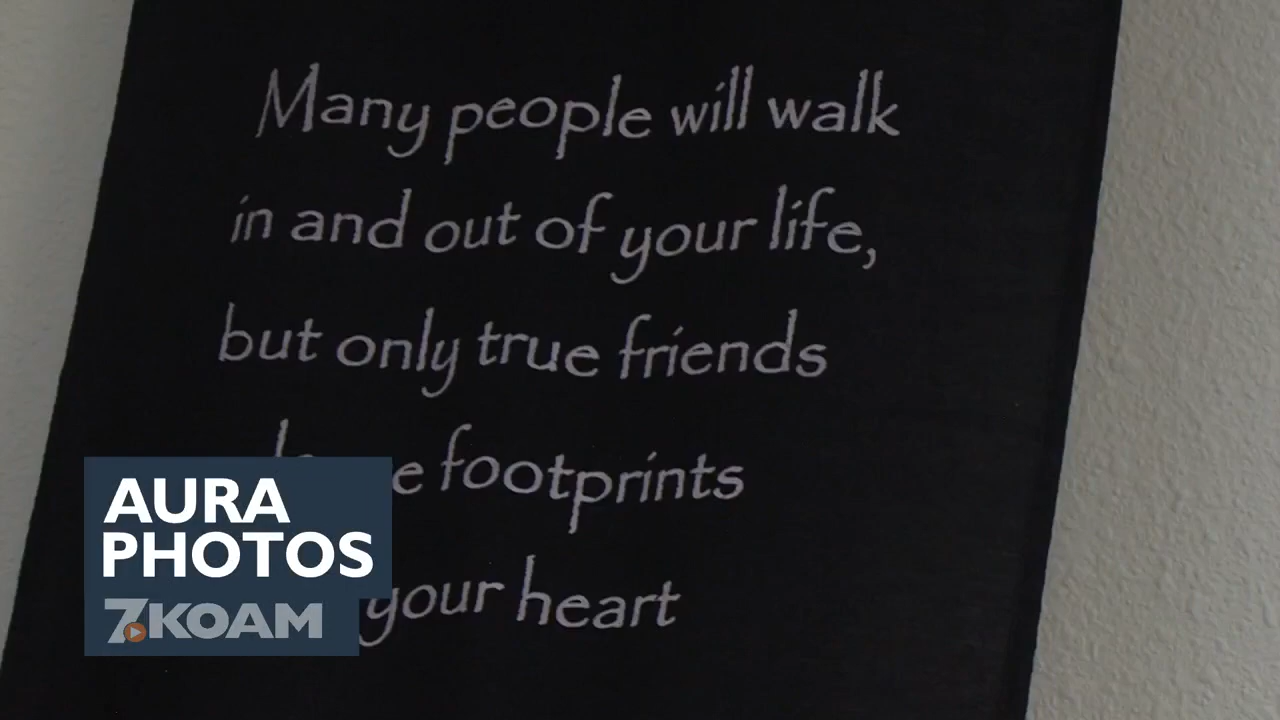 Many people will walk
in and out of your life,
but only true friends
footprints
your heart
AURA
PHOTOS
7KOAM